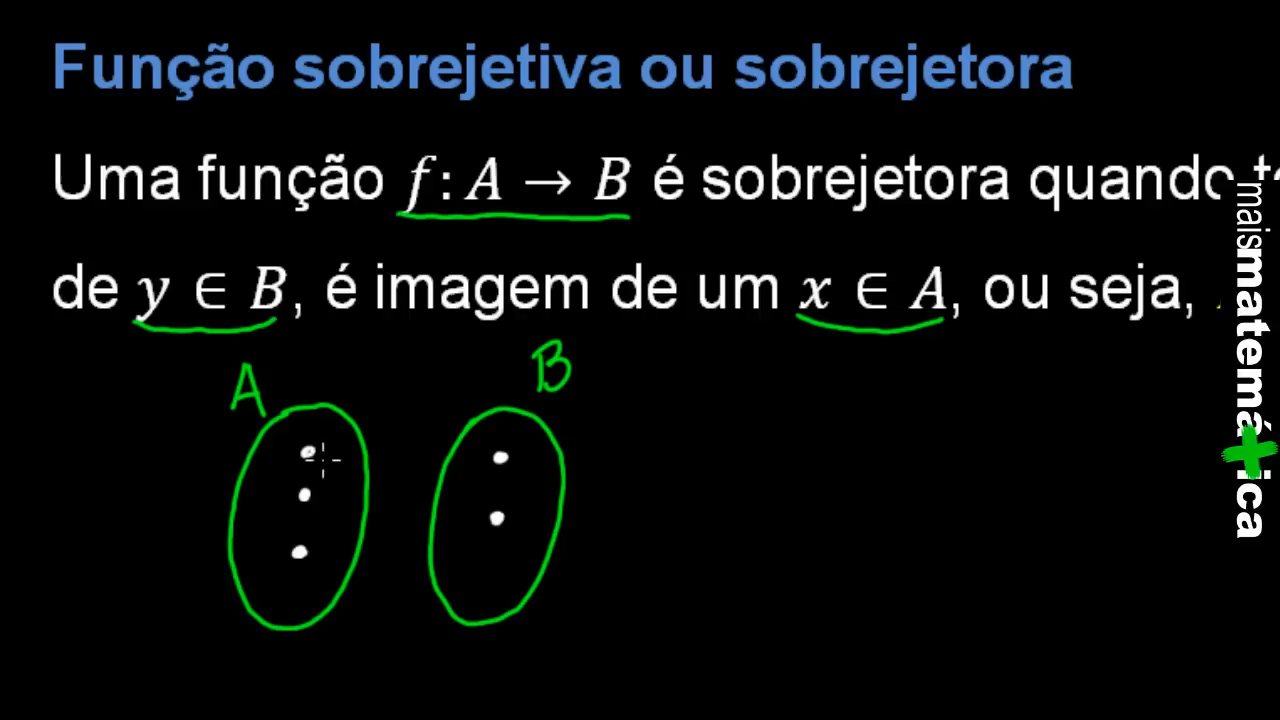 Função sobrejetiva ou sobrejetora
Uma função f: A → B é sobrejetora quando
de y ∈ B, é imagem de um x ∈ A, ou seja,
A
B
maismatemática